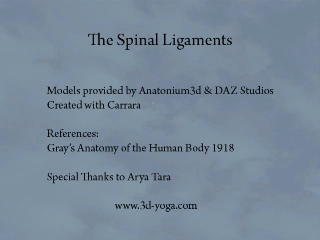 The Spinal Ligaments
Models provided by Anatonium3d & DAZ Studios
Created with Carrara
References:
Gray's Anatomy of the Human Body 1918
Special Thanks to Arya Tara
www.3d-yoga.com